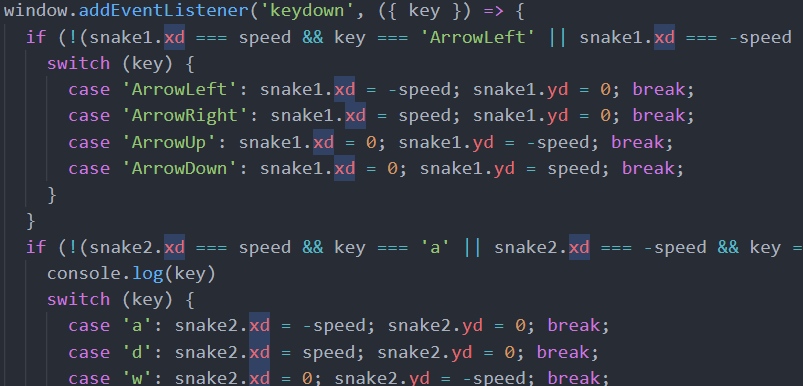 window.addEventListener('keydown', ({ key }) => {
if (!(snake1.xd === speed && key === 'ArrowLeft' || snake1.xd === -speed
switch (key) {
case 'ArrowLeft': snake1.xd = -speed; snake1.yd = 0; break;
case 'ArrowRight': snake1.xd = speed; snake1.yd = 0; break;
case 'ArrowUp': snake1.xd = 0; snake1.yd = -speed; break;
case 'ArrowDown': snake1.xd = 0; snake1.yd = speed; break;
}
}
if (!(snake2.xd === speed && key === 'a' || snake2.xd === -speed && key =
console.log(key)
switch (key) {
case 'a': snake2.xd = -speed; snake2.yd = 0; break;
case 'd': snake2.xd = speed; snake2.yd = 0; break;
case 'w': snake2.xd = 0; snake2.yd = -speed; break;